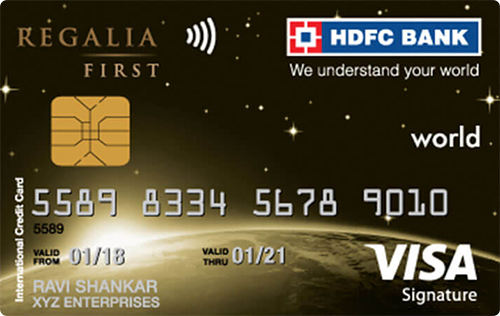 REGALIA
FIRST
HDFC BANK
We understand your world
world
International Credit Card
5589 8334 5678 9010
5589
VALID FROM 01/18 VALID THRU 01/21
VISA
Signature
RAVI SHANKAR
XYZ ENTERPRISES